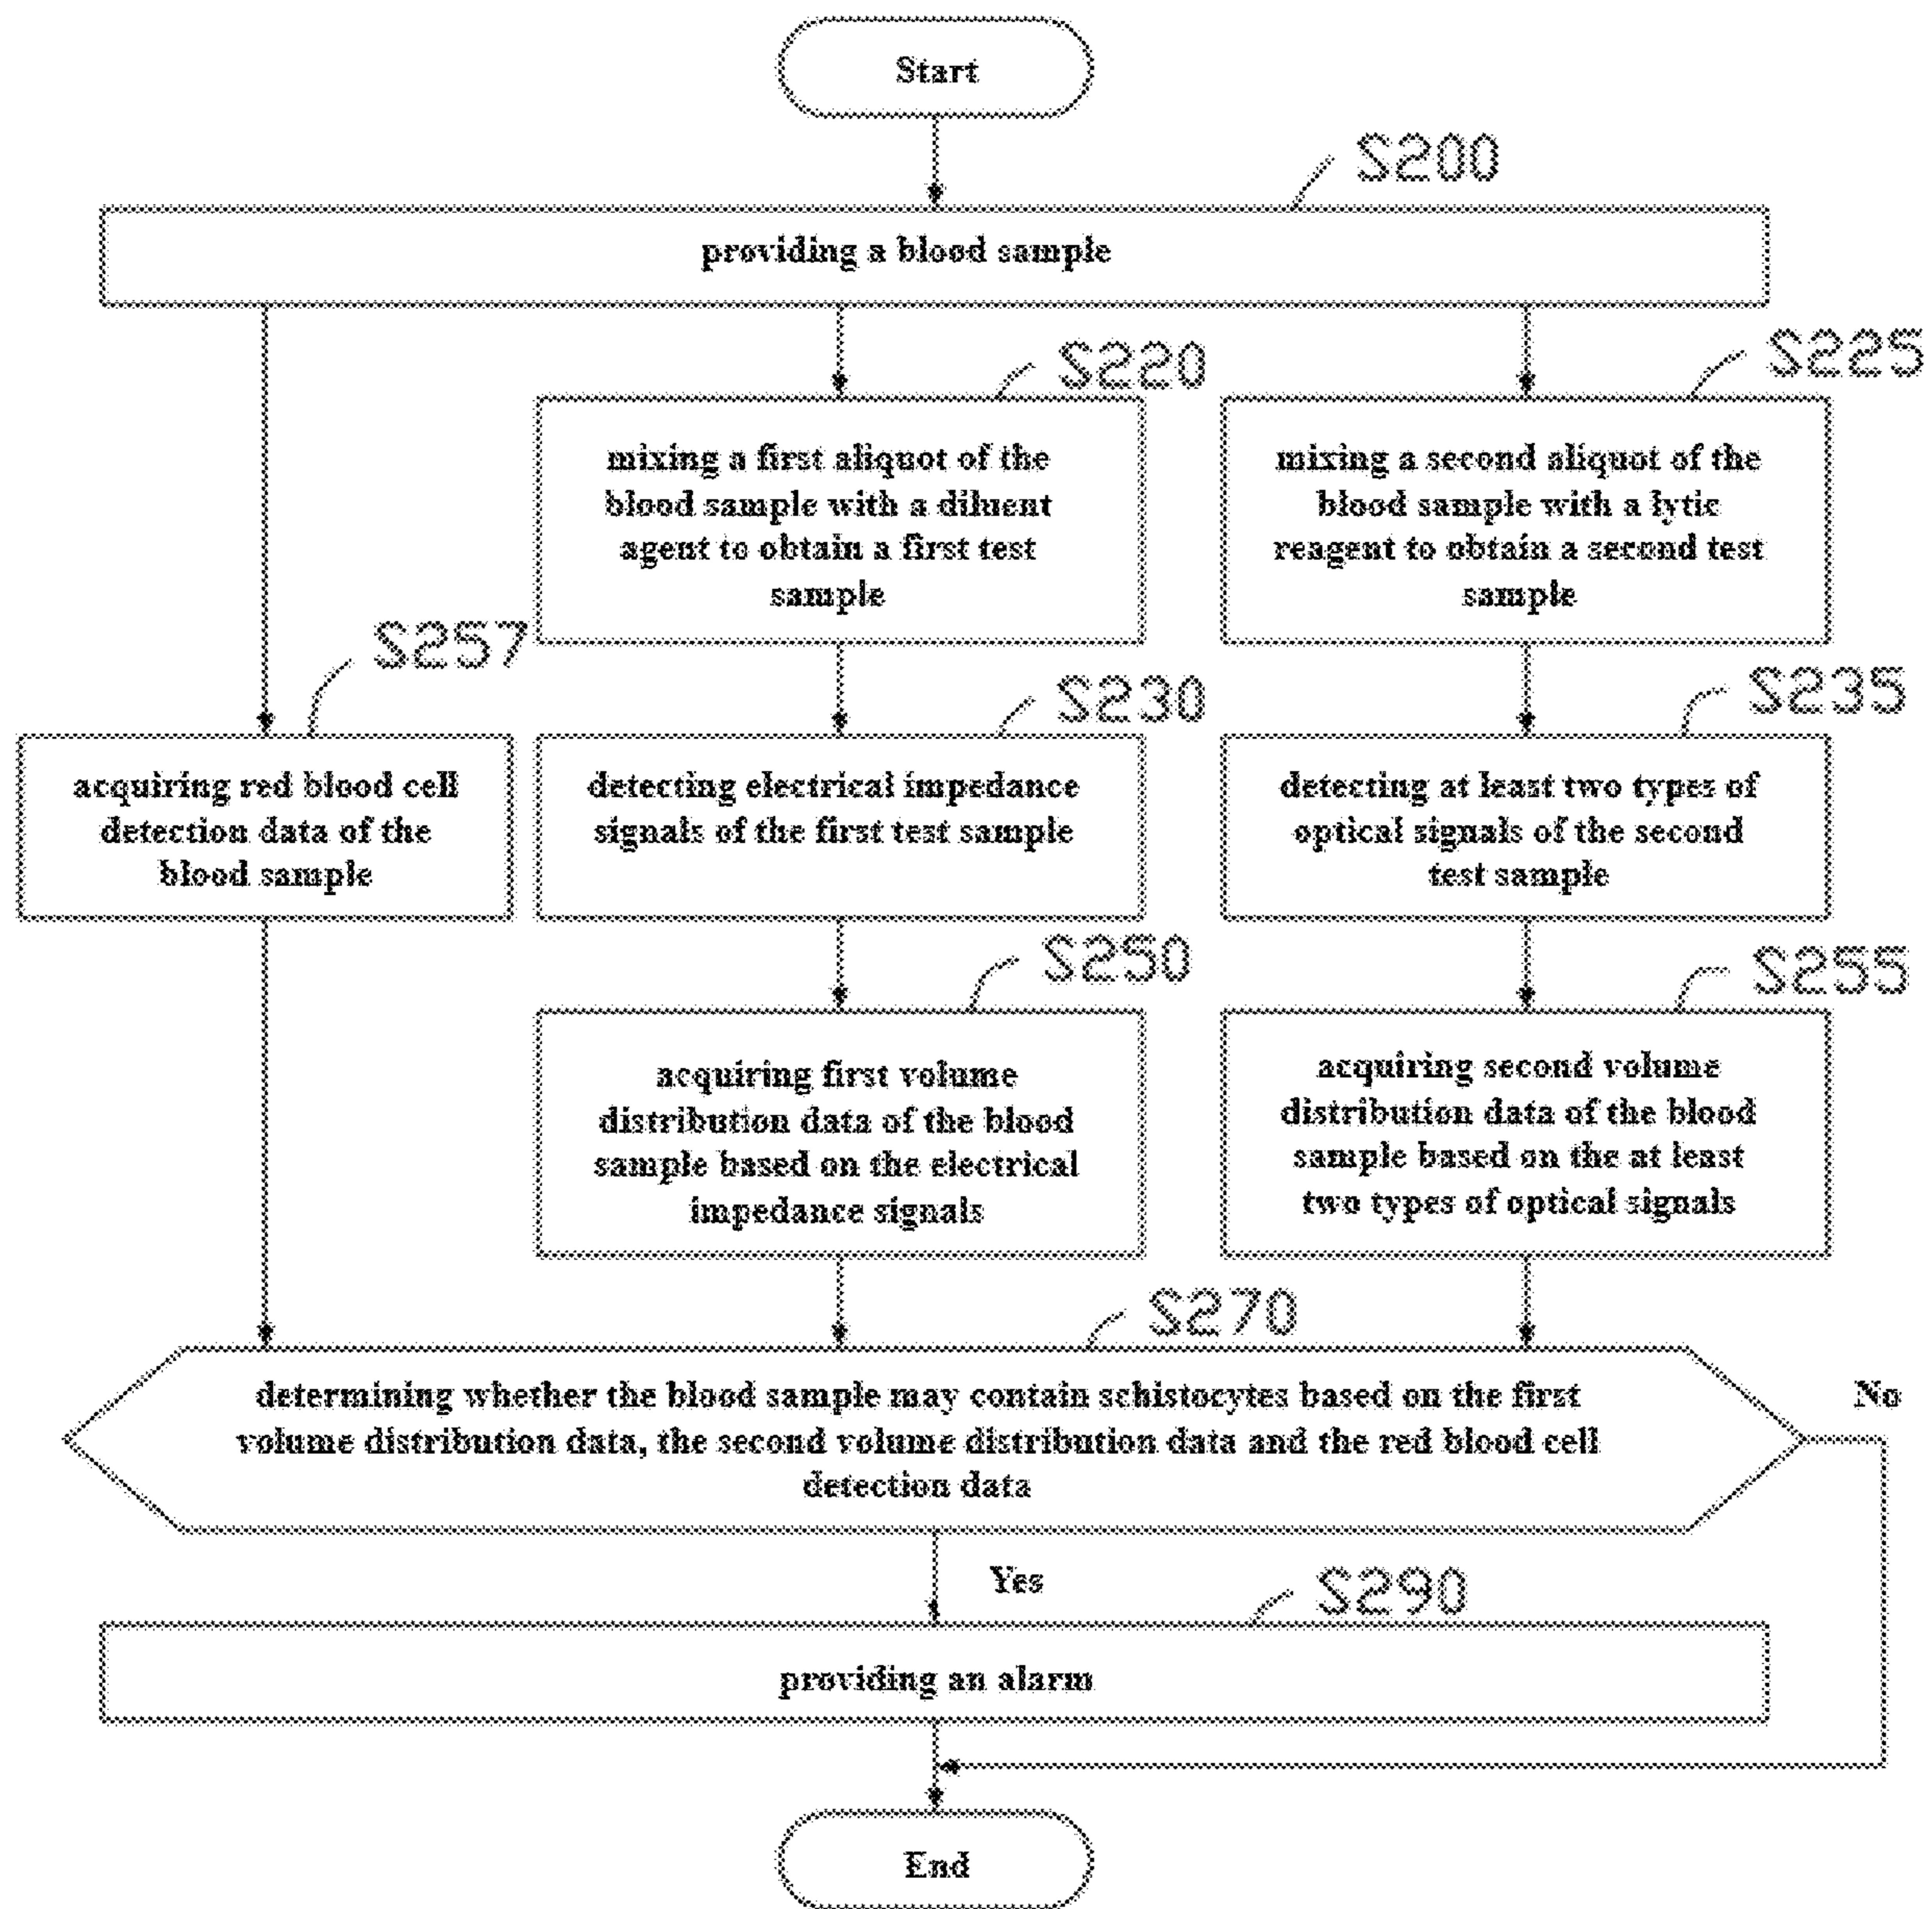 Start
S200
providing a blood sample
S220
mixing a first aliquot of the
blood sample with a diluent
agent to obtain a first test
sample
S225
mixing a second aliquot of the
blood sample with a lytic
reagent to obtain a second test
sample
S257
acquiring red blood cell
detection data of the
blood sample
S230
detecting electrical impedance
signals of the first test sample
S235
detecting at least two types of
optical signals of the second
test sample
S250
acquiring first volume
distribution data of the blood
sample based on the electrical
impedance signals
S255
acquiring second volume
distribution data of the blood
sample based on the at least
two types of optical signals
S270
determining whether the blood sample may contain schistocytes based on the first
volume distribution data, the second volume distribution data and the red blood cell
detection data
No
Yes
S290
providing an alarm
End